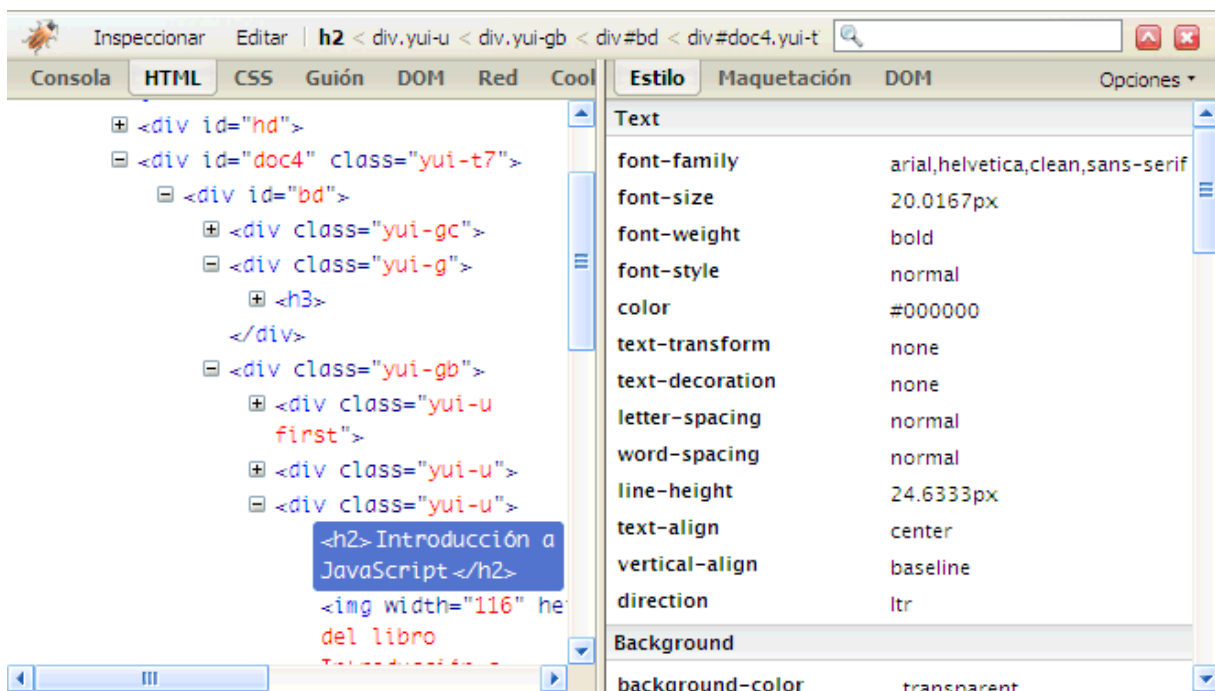 Inspeccionar Editar h2 < div.yui-u < div.yui-gb < div#bd < div#doc4.yui-t
Consola HTML CSS Guión DOM Red Cool
<div id="hd">
<div id="doc4" class="yui-t7">
<div id="bd">
<div class="yui-gc">
<div class="yui-g">
<h3>
</div>
<div class="yui-gb">
<div class="yui-u
first">
<div class="yui-u">
<div class="yui-u">
<h2>Introducción a
JavaScript</h2>
<img width="116" he
del libro
Estilo Maquetación DOM Opciones
Text
font-family arial,helvetica,clean,sans-serif
font-size 20.0167px
font-weight bold
font-style normal
color #000000
text-transform none
text-decoration none
letter-spacing normal
word-spacing normal
line-height 24.6333px
text-align center
vertical-align baseline
direction ltr
Background
background-color transparent